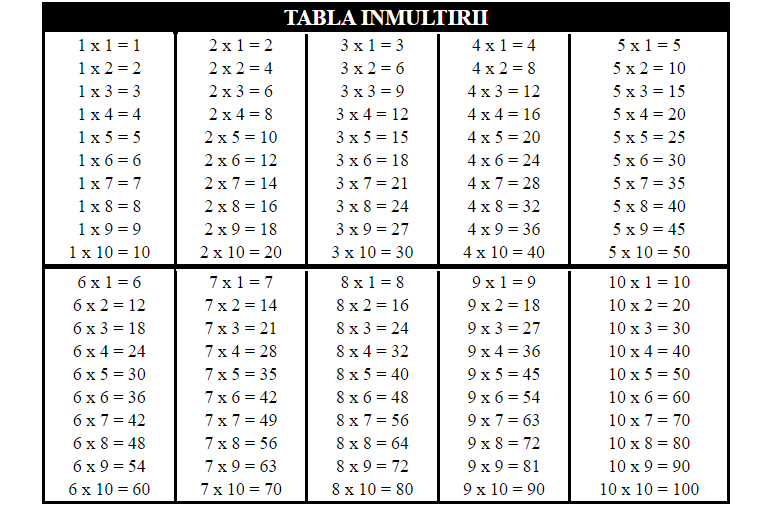 TABLA INMULTIRII
1 x 1 = 1
1 x 2 = 2
1 x 3 = 3
1 x 4 = 4
1 x 5 = 5
1 x 6 = 6
1 x 7 = 7
1 x 8 = 8
1 x 9 = 9
1 x 10 = 10
2 x 1 = 2
2 x 2 = 4
2 x 3 = 6
2 x 4 = 8
2 x 5 = 10
2 x 6 = 12
2 x 7 = 14
2 x 8 = 16
2 x 9 = 18
2 x 10 = 20
3 x 1 = 3
3 x 2 = 6
3 x 3 = 9
3 x 4 = 12
3 x 5 = 15
3 x 6 = 18
3 x 7 = 21
3 x 8 = 24
3 x 9 = 27
3 x 10 = 30
4 x 1 = 4
4 x 2 = 8
4 x 3 = 12
4 x 4 = 16
4 x 5 = 20
4 x 6 = 24
4 x 7 = 28
4 x 8 = 32
4 x 9 = 36
4 x 10 = 40
5 x 1 = 5
5 x 2 = 10
5 x 3 = 15
5 x 4 = 20
5 x 5 = 25
5 x 6 = 30
5 x 7 = 35
5 x 8 = 40
5 x 9 = 45
5 x 10 = 50
6 x 1 = 6
6 x 2 = 12
6 x 3 = 18
6 x 4 = 24
6 x 5 = 30
6 x 6 = 36
6 x 7 = 42
6 x 8 = 48
6 x 9 = 54
6 x 10 = 60
7 x 1 = 7
7 x 2 = 14
7 x 3 = 21
7 x 4 = 28
7 x 5 = 35
7 x 6 = 42
7 x 7 = 49
7 x 8 = 56
7 x 9 = 63
7 x 10 = 70
8 x 1 = 8
8 x 2 = 16
8 x 3 = 24
8 x 4 = 32
8 x 5 = 40
8 x 6 = 48
8 x 7 = 56
8 x 8 = 64
8 x 9 = 72
8 x 10 = 80
9 x 1 = 9
9 x 2 = 18
9 x 3 = 27
9 x 4 = 36
9 x 5 = 45
9 x 6 = 54
9 x 7 = 63
9 x 8 = 72
9 x 9 = 81
9 x 10 = 90
10 x 1 = 10
10 x 2 = 20
10 x 3 = 30
10 x 4 = 40
10 x 5 = 50
10 x 6 = 60
10 x 7 = 70
10 x 8 = 80
10 x 9 = 90
10 x 10 = 100